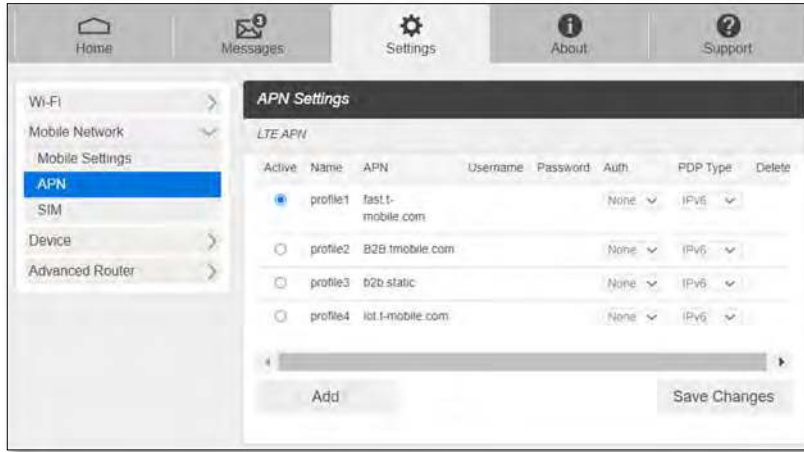 3
Home Messages Settings About Support
Wi-Fi
Mobile Network
Mobile Settings
APN
SIM
Device
Advanced Router
APN Settings
LTE APN
Active Name APN Username Password Auth PDP Type Delete
profile1 fast.t-
mobile.com None IPv6
profile2 B2B.tmobile.com None IPv6
profile3 b2b.static None IPv6
profile4 iot.t-mobile.com None IPv6
Add Save Changes